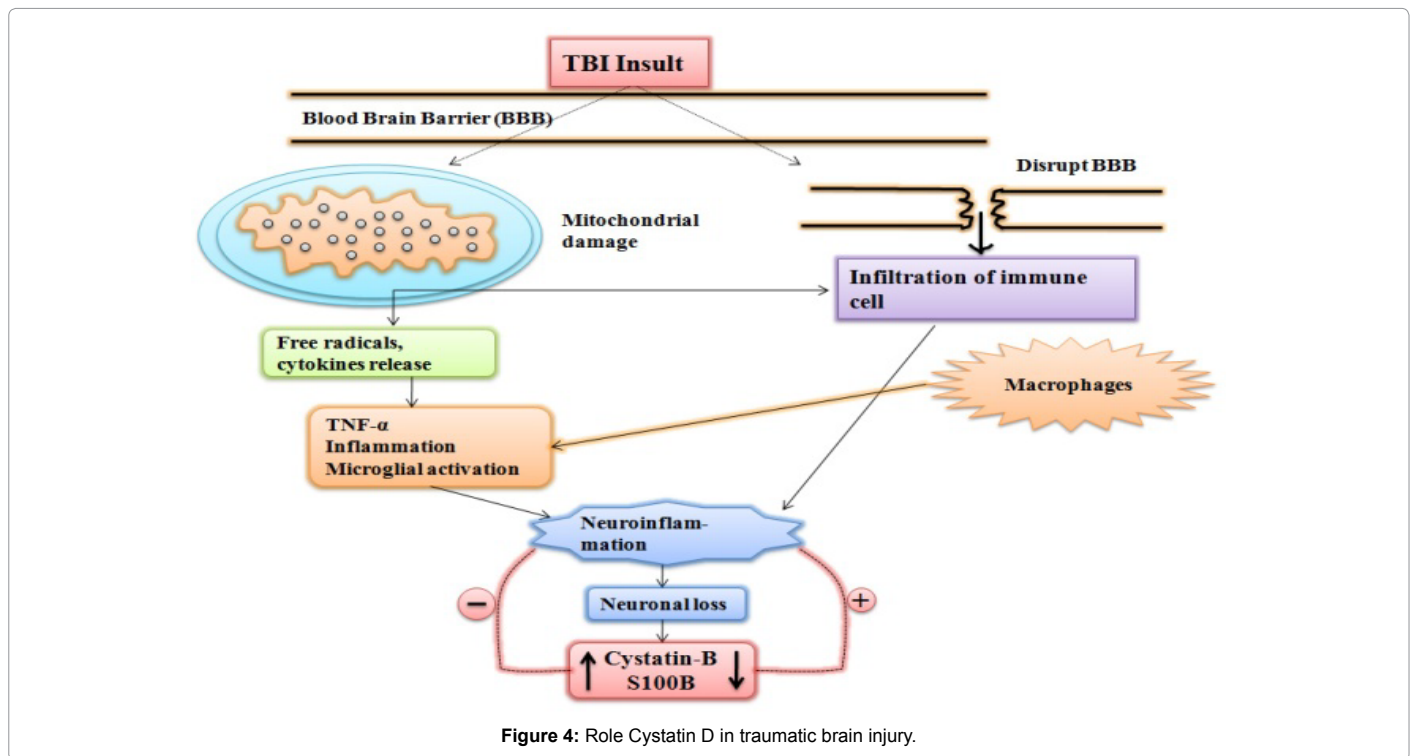 TBI Insult
Blood Brain Barrier (BBB)
Disrupt BBB
Mitochondrial
damage
Infiltration of immune
cell
Free radicals,
cytokines release
Macrophages
TNF-α
Inflammation
Microglial activation
Neuroinflam-
mation
−
Neuronal loss
+
Cystatin-B
S100B
Figure 4: Role Cystatin D in traumatic brain injury.